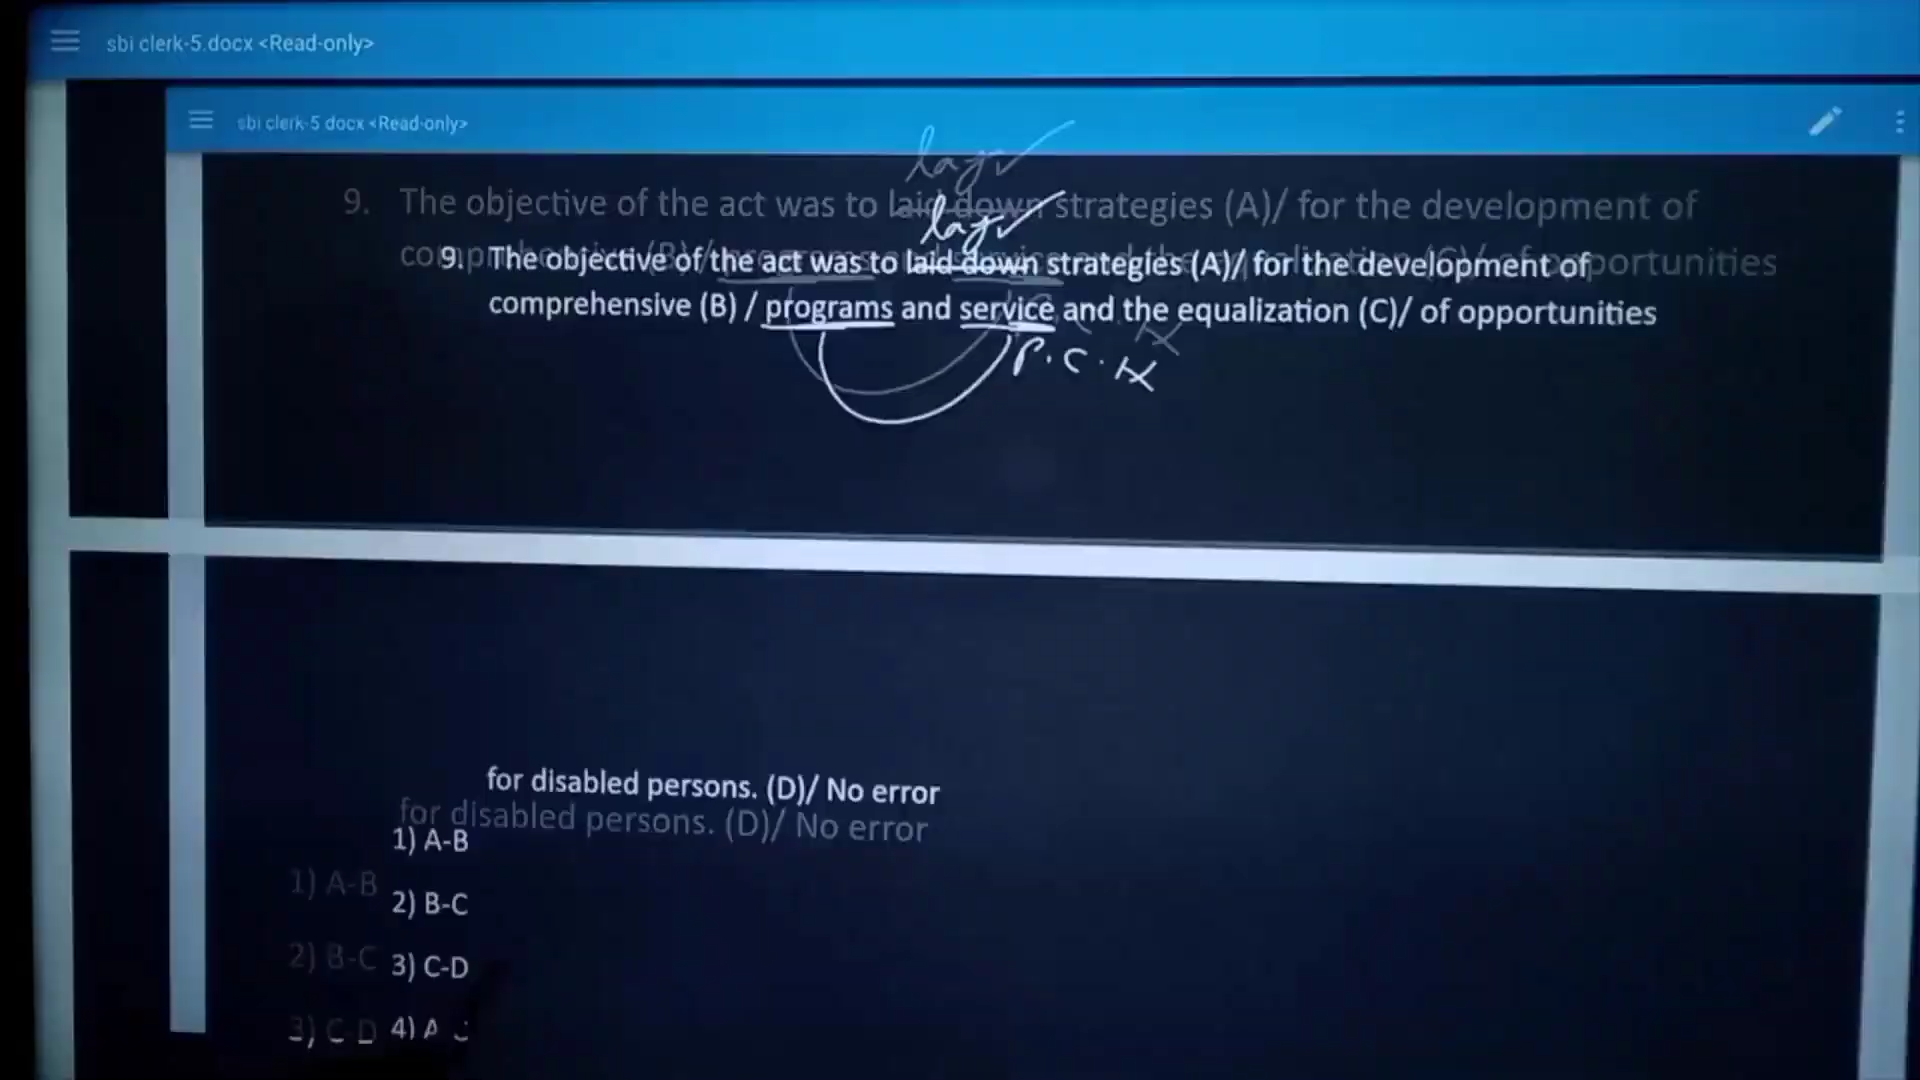 sbi clerk-5.docx <Read-only>
sbi clerk-5 docx <Read-only>
lay
9. The objective of the act was to laid down strategies (A)/ for the development of
opportunities
lay
9. The objective of the act was to laid down strategies (A)/ for the development of
comprehensive (B) / programs and service and the equalization (C)/ of opportunities
P.C.
for disabled persons. (D)/ No error
for disabled persons. (D)/ No error
1) A-B
1) A-B
2) B-C
2) B-C
3) C-D
3) C-D
4) A